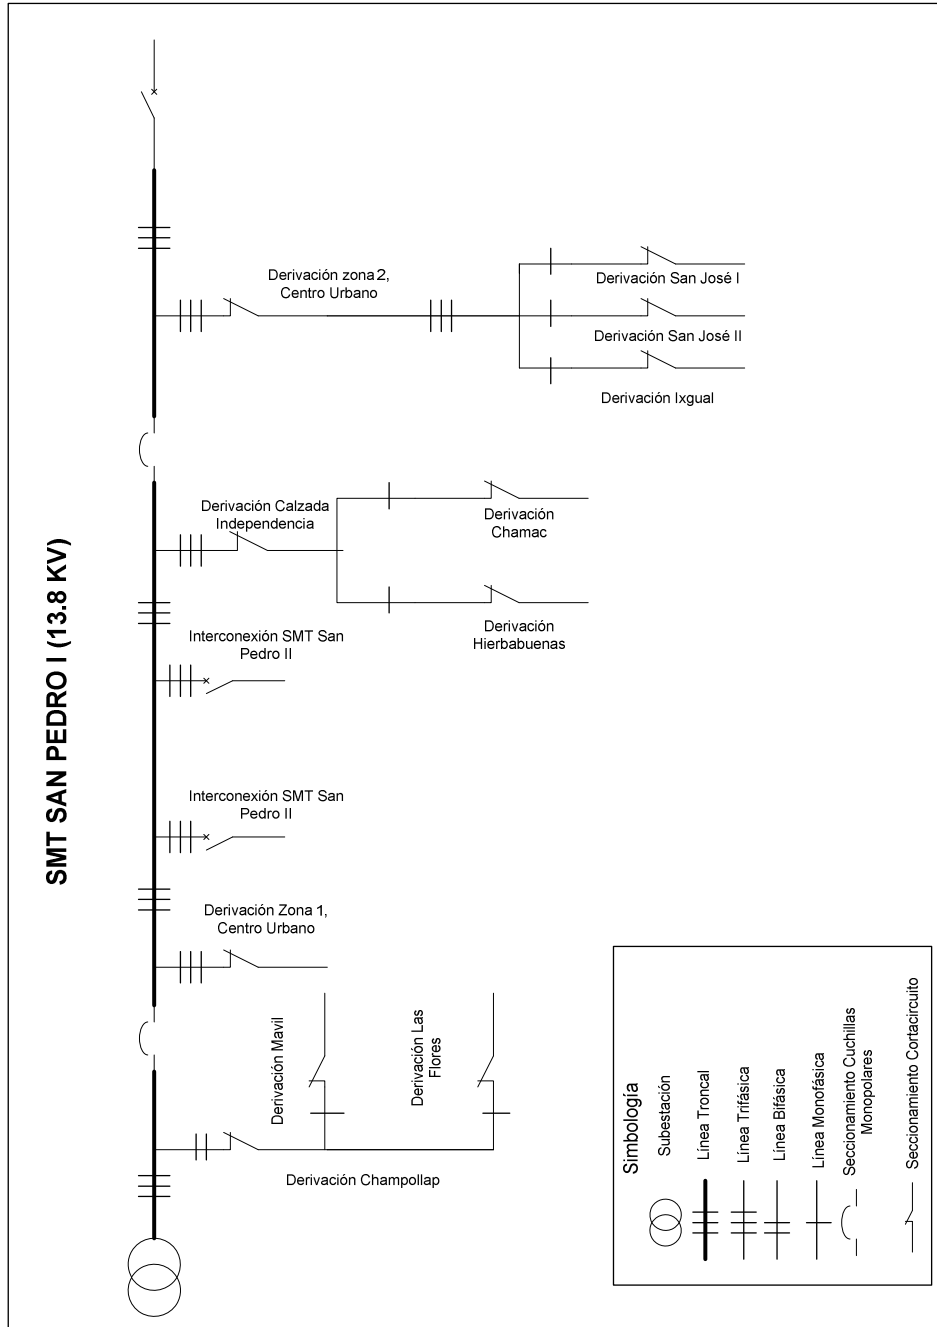 SMT SAN PEDRO I (13.8 KV)
Derivación zona 2,
Centro Urbano
Derivación San José I
Derivación San José II
Derivación Ixgual
Derivación Calzada
Independencia
Derivación
Chamac
Derivación
Hierbabuenas
Interconexión SMT San
Pedro II
Interconexión SMT San
Pedro II
Derivación Zona 1,
Centro Urbano
Derivación Mavil
Derivación Las
Flores
Derivación Champollap
Simbología
Subestación
Línea Troncal
Línea Trifásica
Línea Bifásica
Línea Monofásica
Seccionamiento Cuchillas
Monopolares
Seccionamiento Cortacircuito